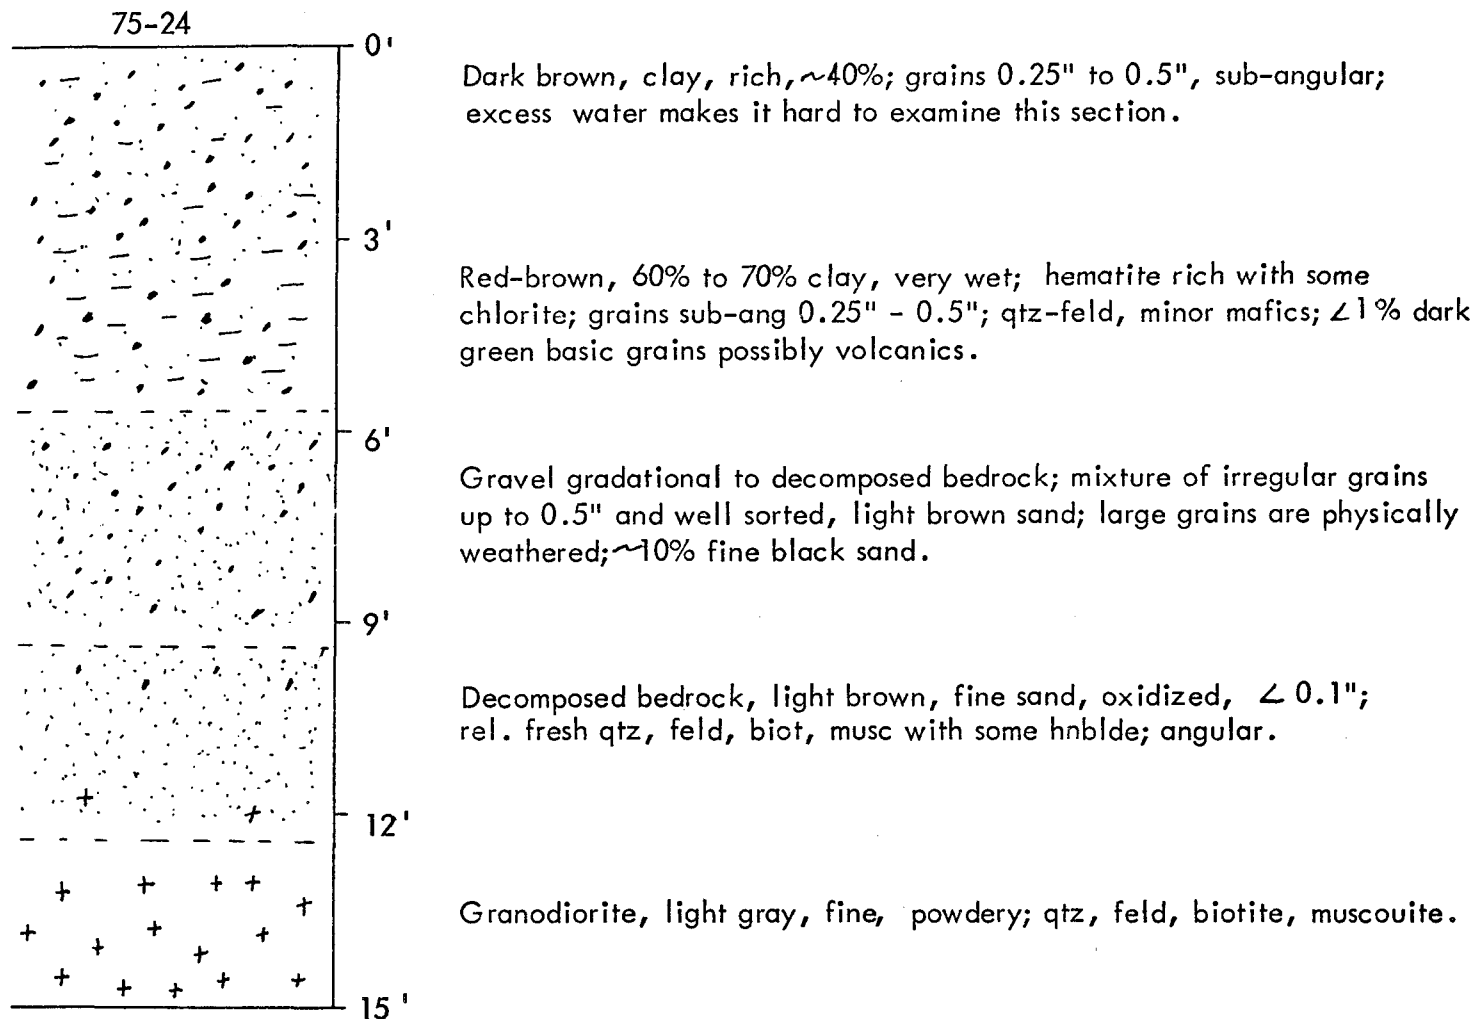 75-24
0'
Dark brown, clay, rich, ~40%; grains 0.25" to 0.5", sub-angular;
excess water makes it hard to examine this section.
3'
Red-brown, 60% to 70% clay, very wet; hematite rich with some
chlorite; grains sub-ang 0.25" - 0.5"; qtz-feld, minor mafics; ∠1% dark
green basic grains possibly volcanics.
6'
Gravel gradational to decomposed bedrock; mixture of irregular grains
up to 0.5" and well sorted, light brown sand; large grains are physically
weathered; ~10% fine black sand.
9'
Decomposed bedrock, light brown, fine sand, oxidized, ∠ 0.1";
rel. fresh qtz, feld, biot, musc with some hnblde; angular.
12'
Granodiorite, light gray, fine, powdery; qtz, feld, biotite, muscouite.
15'